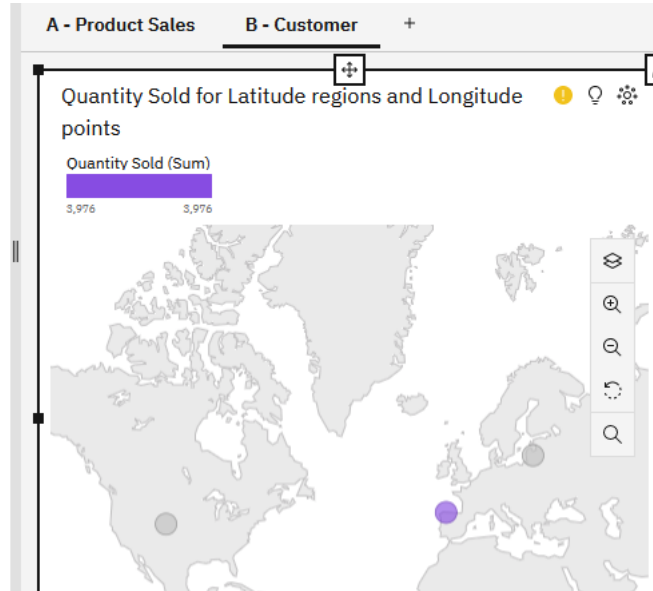 A - Product Sales B - Customer +
Quantity Sold for Latitude regions and Longitude
points
Quantity Sold (Sum)
3,976 3,976